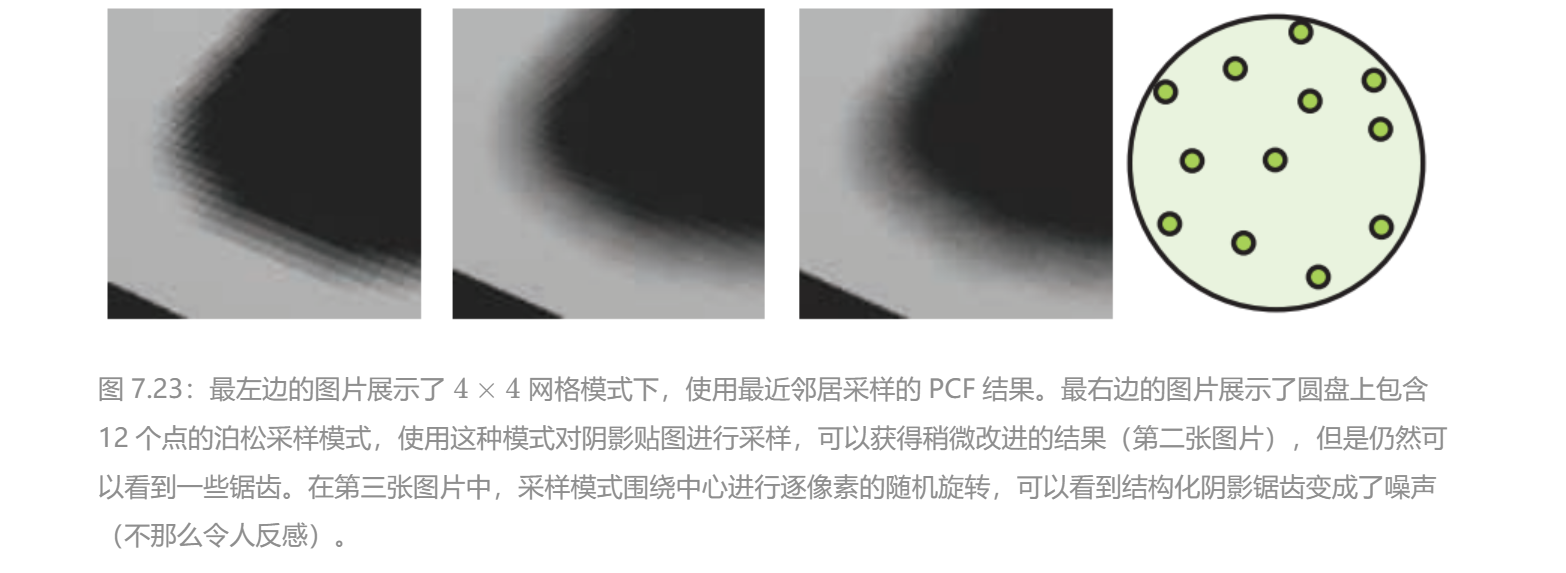 图 7.23：最左边的图片展示了 4 × 4 网格模式下，使用最近邻居采样的 PCF 结果。最右边的图片展示了圆盘上包含
12 个点的泊松采样模式，使用这种模式对阴影贴图进行采样，可以获得稍微改进的结果（第二张图片），但是仍然可
以看到一些锯齿。在第三张图片中，采样模式围绕中心进行逐像素的随机旋转，可以看到结构化阴影锯齿变成了噪声
（不那么令人反感）。